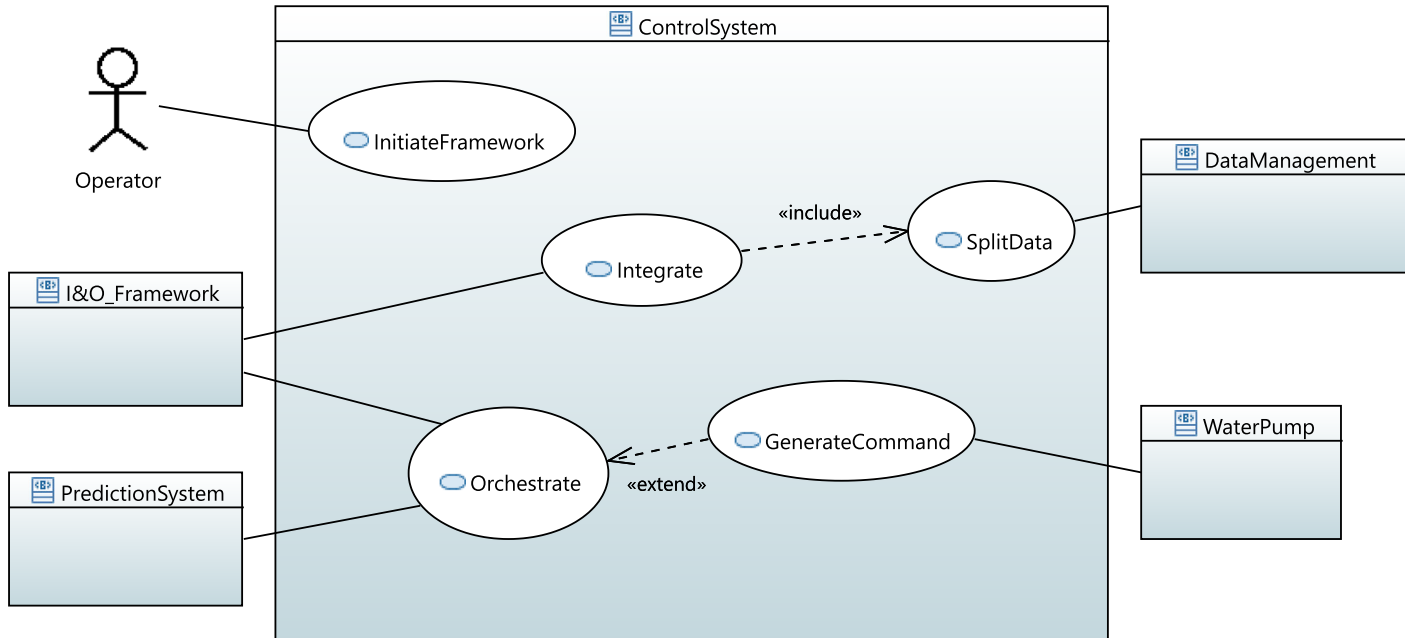 ControlSystem
Operator
InitiateFramework
DataManagement
«include»
SplitData
Integrate
I&O_Framework
GenerateCommand
WaterPump
Orchestrate
«extend»
PredictionSystem